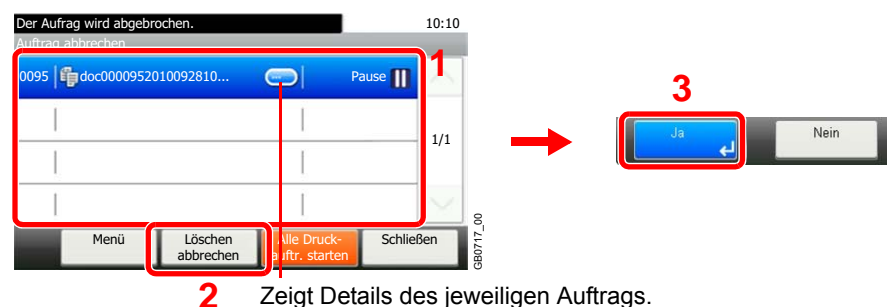 Der Aufrag wird abgebrochen.
10:10
Auftrag abbrechen
1
0095 doc0000952010092810... Pause
1/1
Menü
Löschen
abbrechen
Alle Druck-
auftr. starten
Schließen
GB0717_00
2
Zeigt Details des jeweiligen Auftrags.
3
Ja
Nein